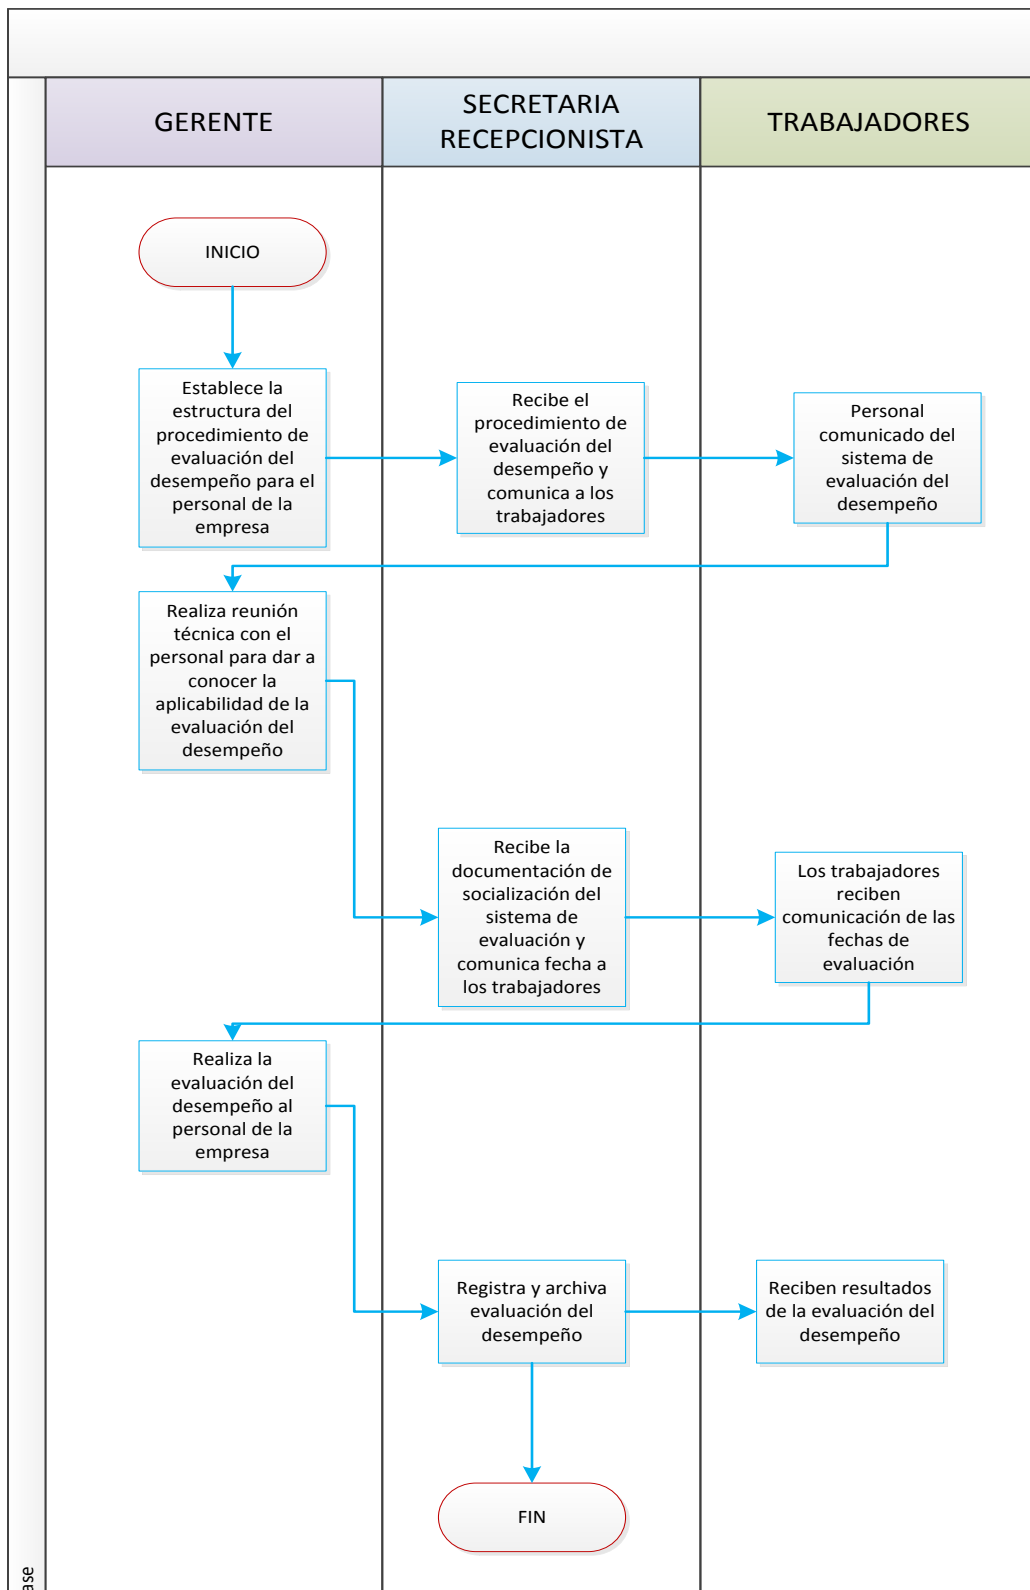 GERENTE
SECRETARIA
RECEPCIONISTA
TRABAJADORES
INICIO
Establece la
estructura del
procedimiento de
evaluación del
desempeño para el
personal de la
empresa
Recibe el
procedimiento de
evaluación del
desempeño y
comunica a los
trabajadores
Personal
comunicado del
sistema de
evaluación del
desempeño
Realiza reunión
técnica con el
personal para dar a
conocer la
aplicabilidad de la
evaluación del
desempeño
Recibe la
documentación de
socialización del
sistema de
evaluación y
comunica fecha a
los trabajadores
Los trabajadores
reciben
comunicación de las
fechas de
evaluación
Realiza la
evaluación del
desempeño al
personal de la
empresa
Registra y archiva
evaluación del
desempeño
Reciben resultados
de la evaluación del
desempeño
FIN
ase